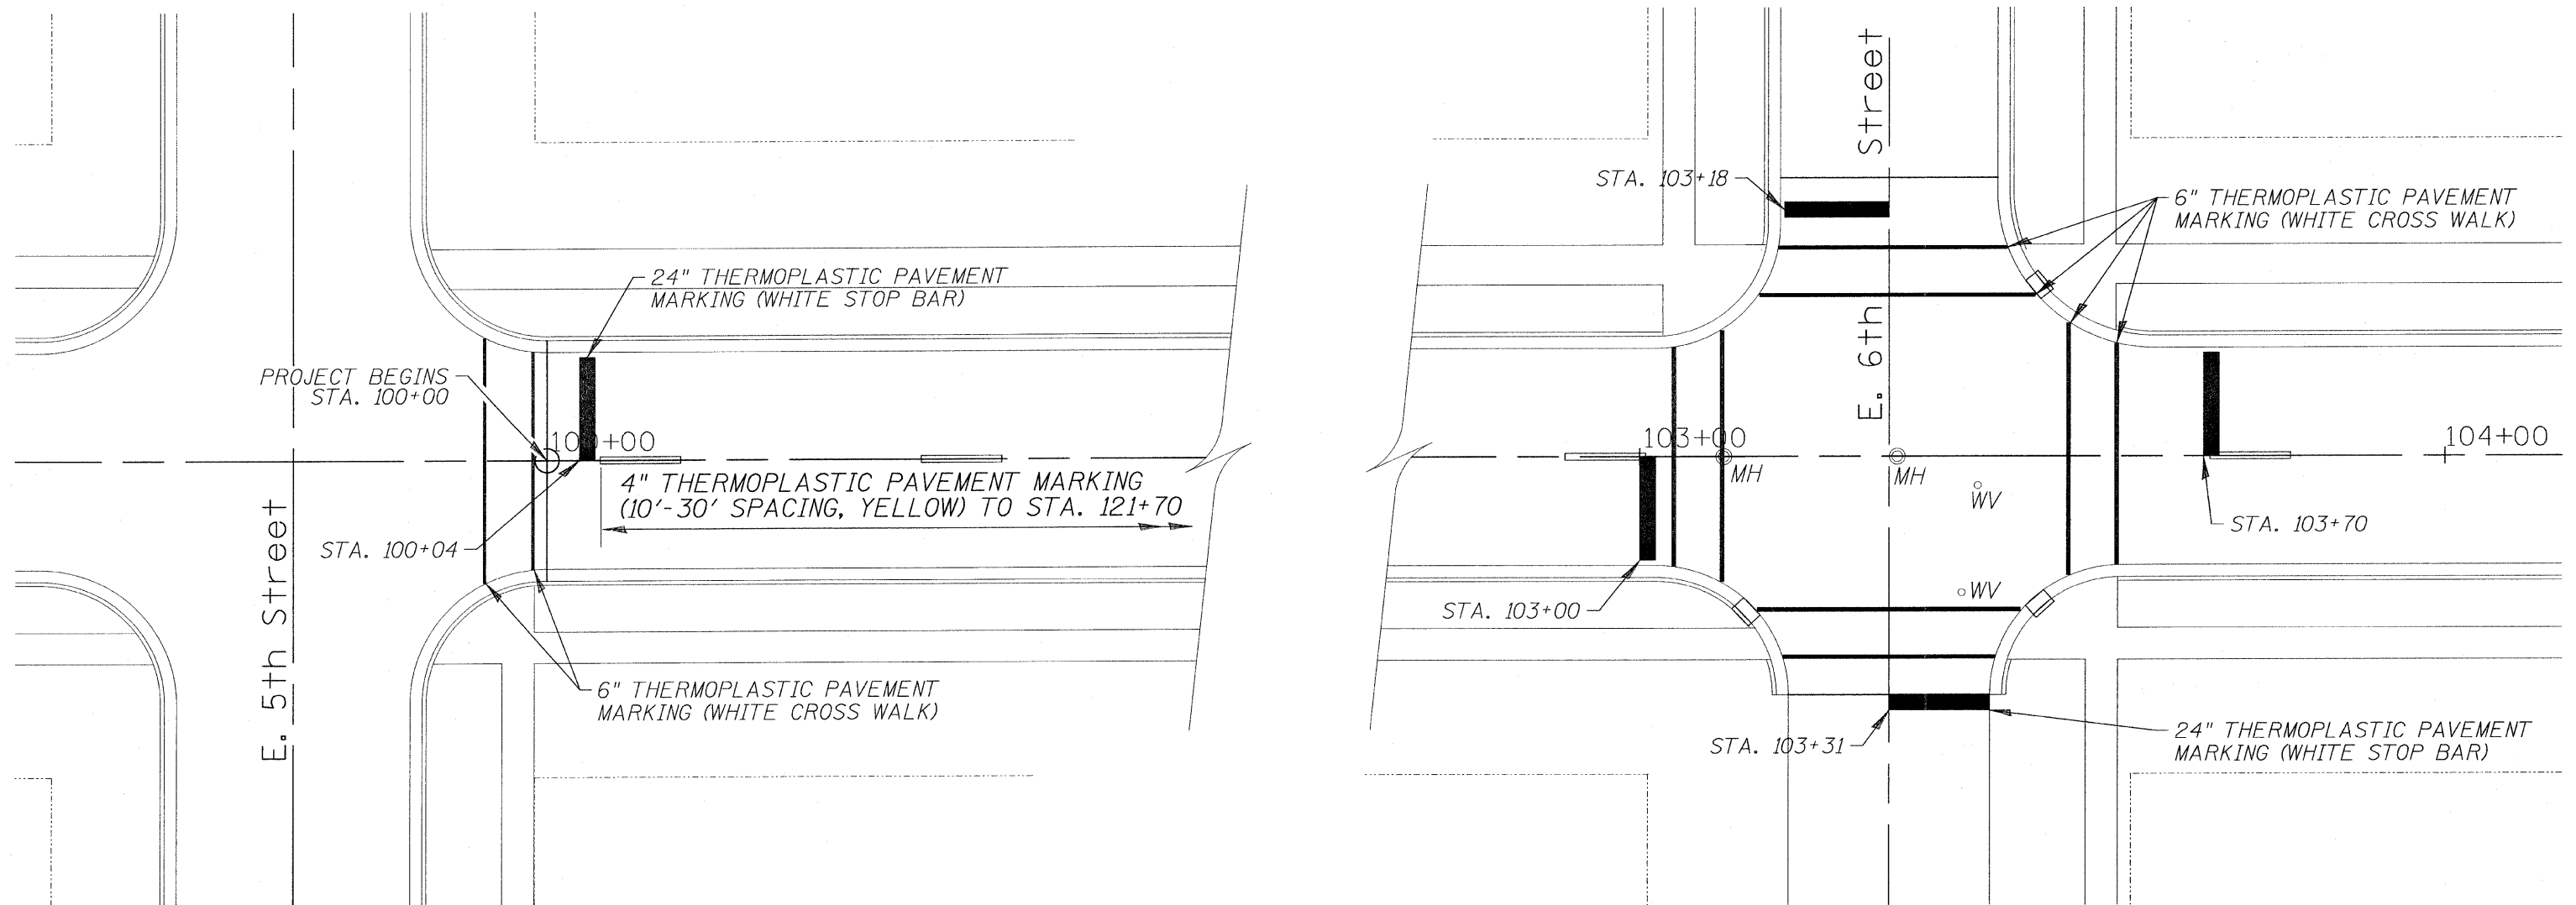 Street
STA. 103+18
6" THERMOPLASTIC PAVEMENT
MARKING (WHITE CROSS WALK)
24" THERMOPLASTIC PAVEMENT
MARKING (WHITE STOP BAR)
E. 6th
PROJECT BEGINS
STA. 100+00
100+00
103+00
104+00
MH
MH
4" THERMOPLASTIC PAVEMENT MARKING
(10'-30' SPACING, YELLOW) TO STA. 121+70
WV
STA. 103+70
STA. 100+04
E. 5th Street
WV
STA. 103+00
6" THERMOPLASTIC PAVEMENT
MARKING (WHITE CROSS WALK)
STA. 103+31
24" THERMOPLASTIC PAVEMENT
MARKING (WHITE STOP BAR)